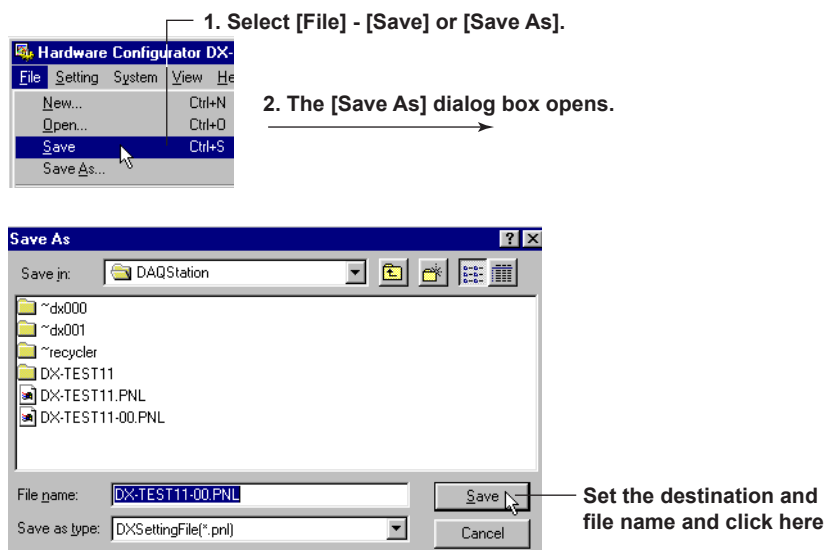 1. Select [File] - [Save] or [Save As].
Hardware Configurator DX-
File Setting System View He
New... Ctrl+N
Open... Ctrl+O
2. The [Save As] dialog box opens.
Save Ctrl+S
Save As...
Save As
Save in: DAQStation
~dx000
~dx001
~recycler
DX-TEST11
DX-TEST11.PNL
DX-TEST11-00.PNL
File name: DX-TEST11-00.PNL Save
Set the destination and
file name and click here
Save as type: DXSettingFile(*.pnl) Cancel